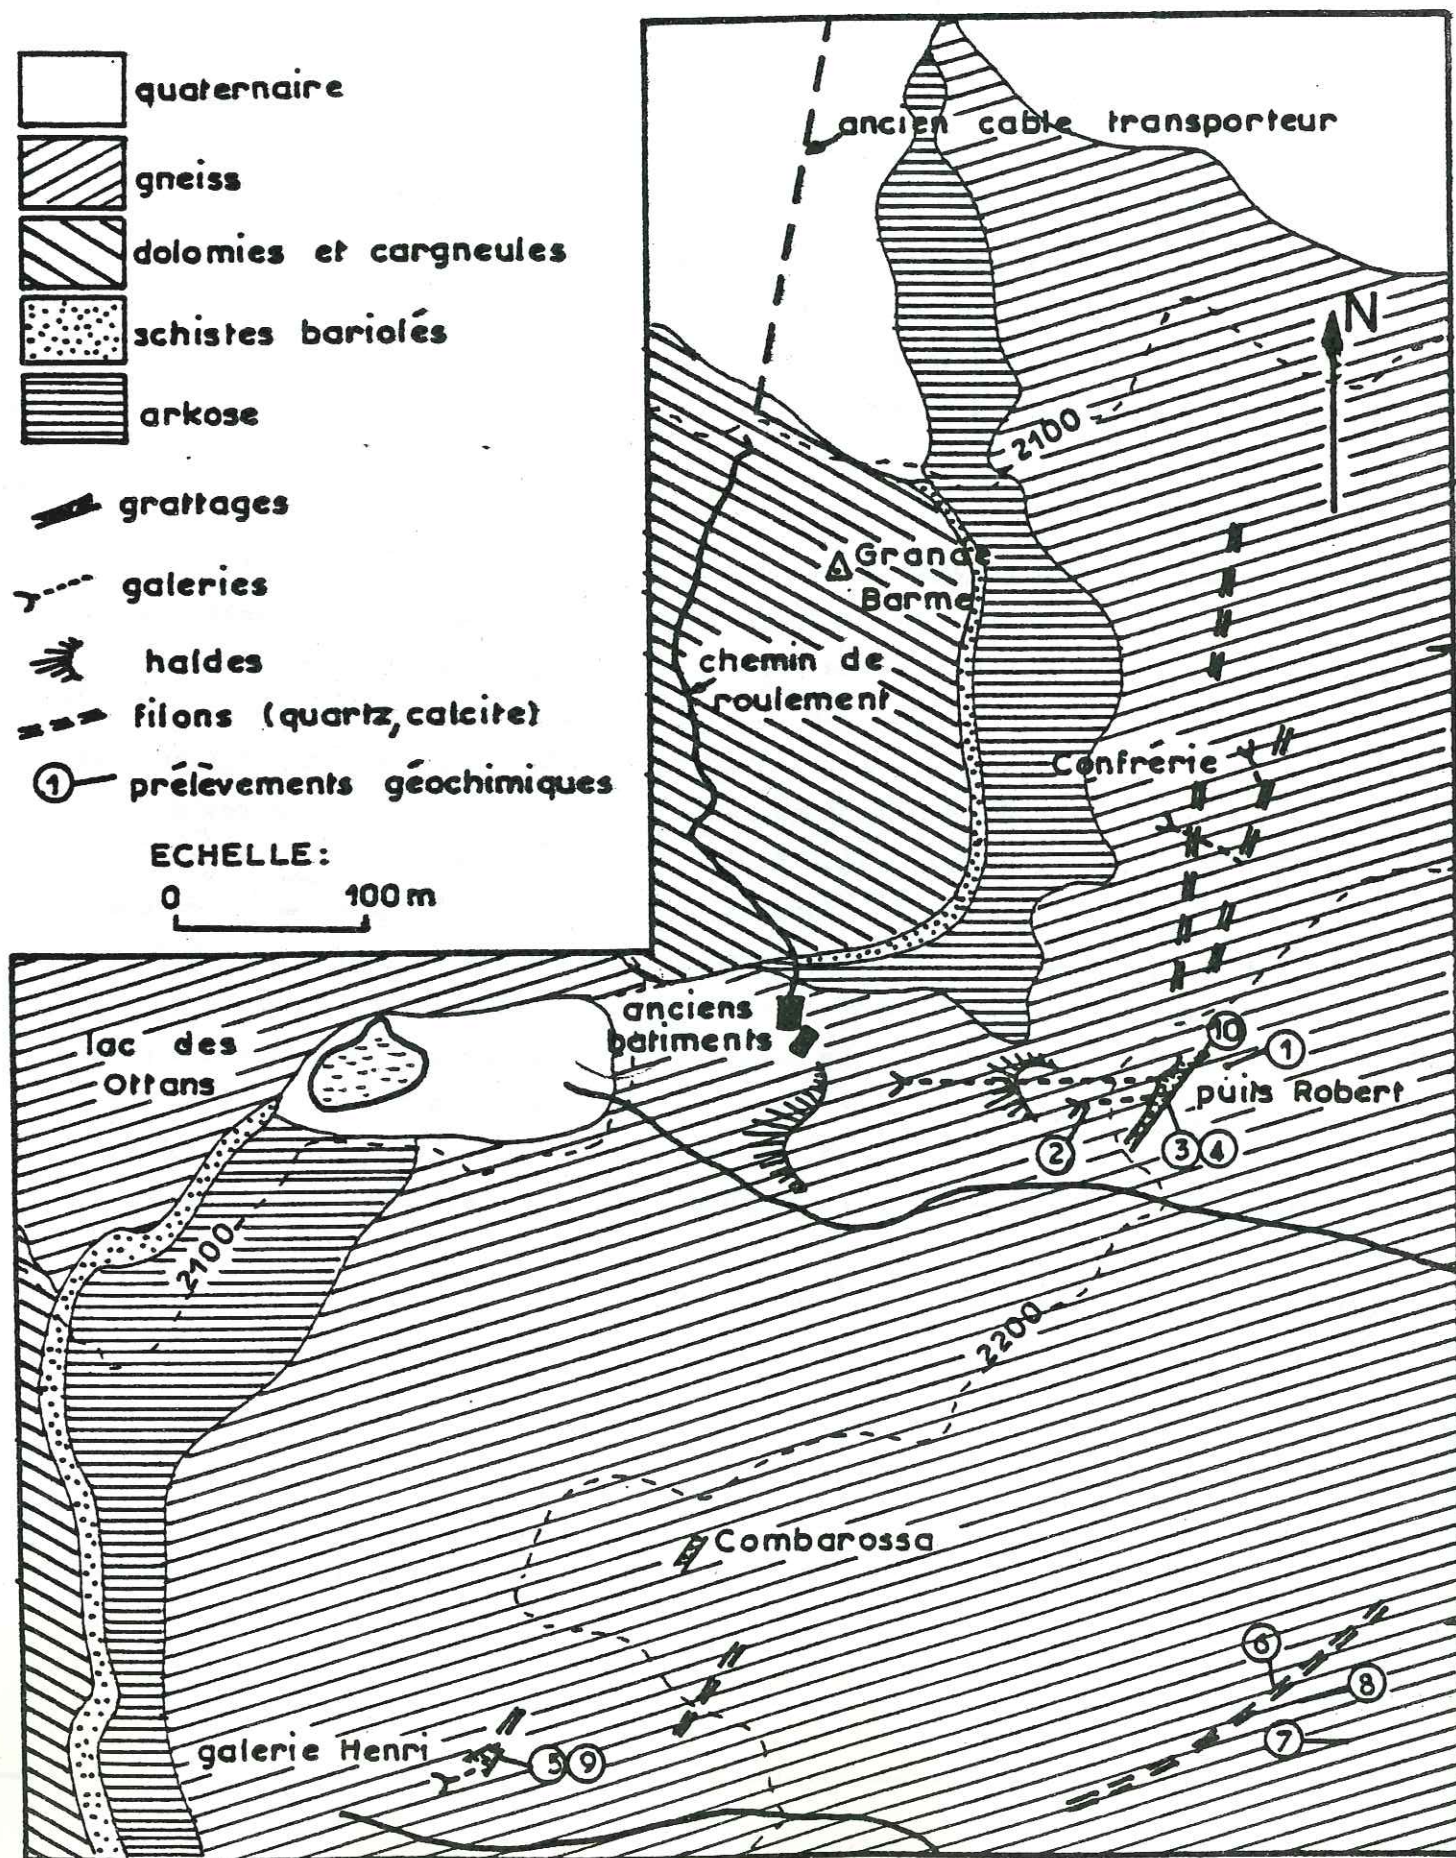 quaternaire
gneiss
dolomies et cargneules
schistes bariolés
arkose
grattages
galeries
haldes
filons (quartz, calcite)
① prélèvements géochimiques
ECHELLE:
0 100 m
ancien cable transporteur
N
2100
Grande
Barme
chemin de
roulement
Confrérie
anciens
bâtiments
lac des
Ottans
10
1
puits Robert
2
3 4
2100
2200
Combarossa
6
8
7
galerie Henri
5 9